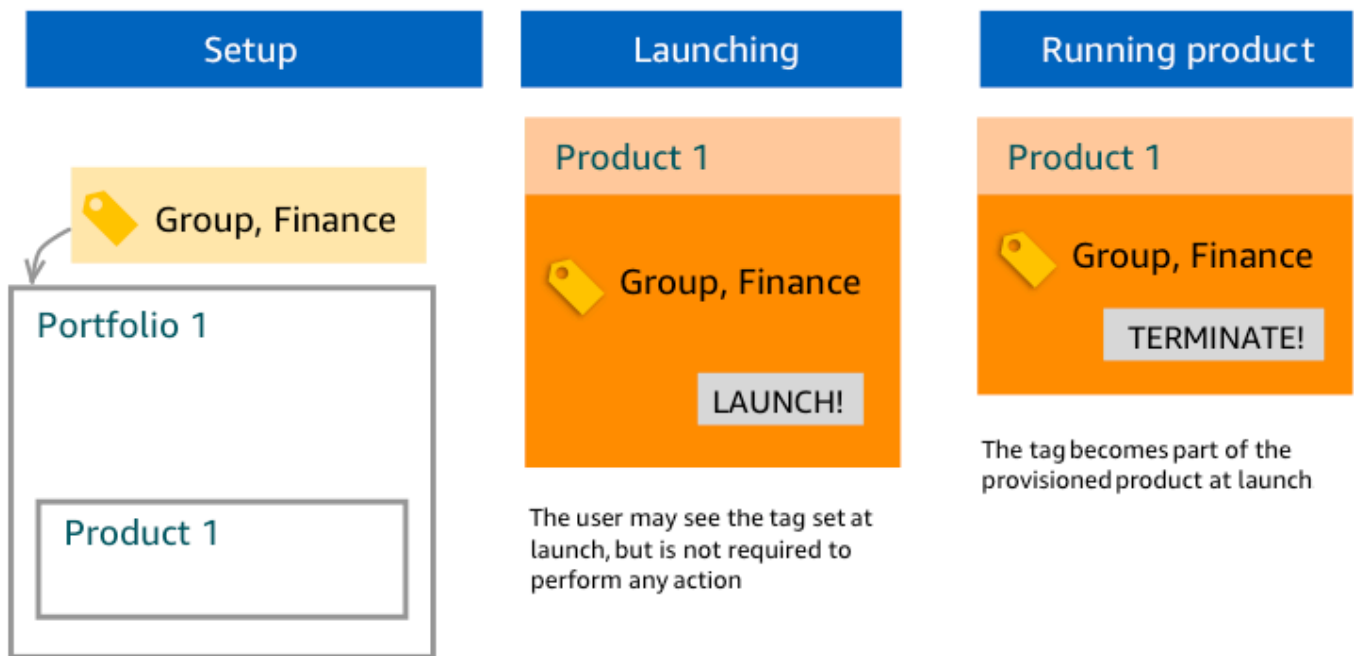 Setup
Group, Finance
Portfolio 1
Product 1
Launching
Product 1
Group, Finance
LAUNCH!
The user may see the tag set at
launch, but is not required to
perform any action
Running product
Product 1
Group, Finance
TERMINATE!
The tag becomes part of the
provisioned product at launch